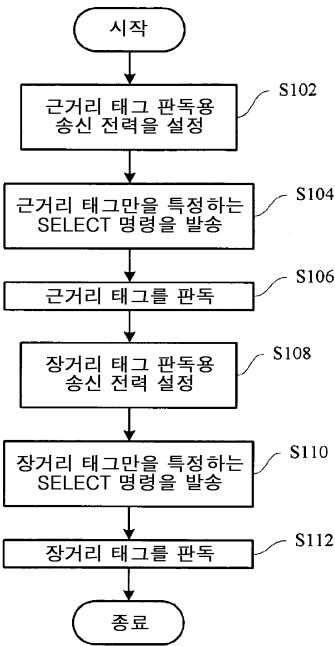 시작
S102
근거리 태그 판독용
송신 전력을 설정
S104
근거리 태그만을 특정하는
SELECT 명령을 발송
S106
근거리 태그를 판독
S108
장거리 태그 판독용
송신 전력 설정
S110
장거리 태그만을 특정하는
SELECT 명령을 발송
S112
장거리 태그를 판독
종료